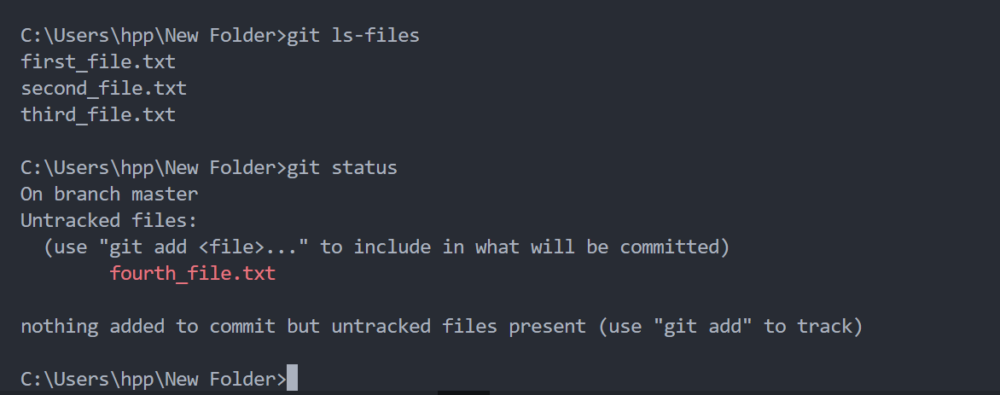 C:\Users\hpp\New Folder>git ls-files
first_file.txt
second_file.txt
third_file.txt
C:\Users\hpp\New Folder>git status
On branch master
Untracked files:
  (use "git add <file>..." to include in what will be committed)
        fourth_file.txt
nothing added to commit but untracked files present (use "git add" to track)
C:\Users\hpp\New Folder>